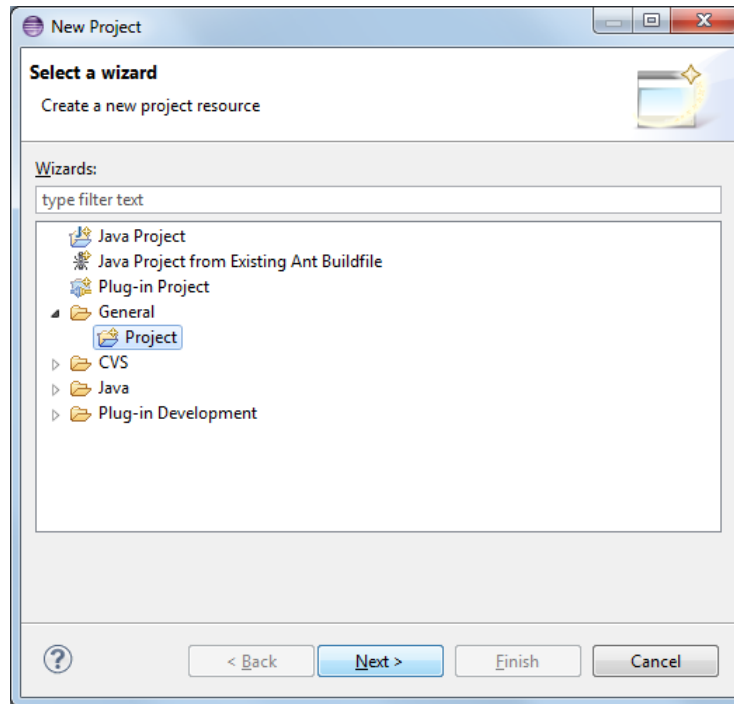 New Project
Select a wizard
Create a new project resource
Wizards:
type filter text
Java Project
Java Project from Existing Ant Buildfile
Plug-in Project
General
Project
CVS
Java
Plug-in Development
? < Back Next > Finish Cancel